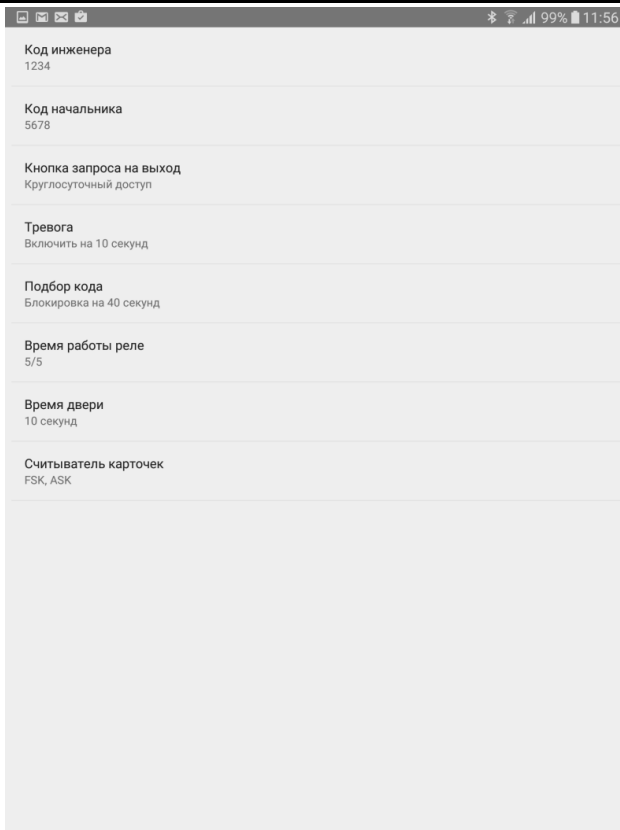 99% 11:56
Код инженера
1234
Код начальника
5678
Кнопка запроса на выход
Круглосуточный доступ
Тревога
Включить на 10 секунд
Подбор кода
Блокировка на 40 секунд
Время работы реле
5/5
Время двери
10 секунд
Считыватель карточек
FSK, ASK